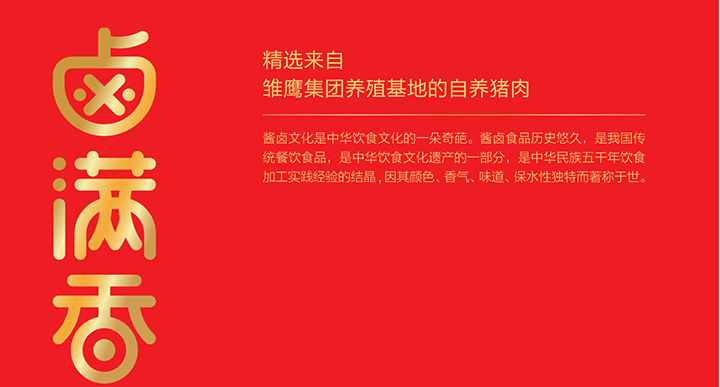 卤满香
精选来自
雏鹰集团养殖基地的自养猪肉
酱卤文化是中华饮食文化的一朵奇葩。酱卤食品历史悠久，是我国传
统餐饮食品，是中华饮食文化遗产的一部分，是中华民族五千年饮食
加工实践经验的结晶，因其颜色、香气、味道、保水性独特而著称于世。